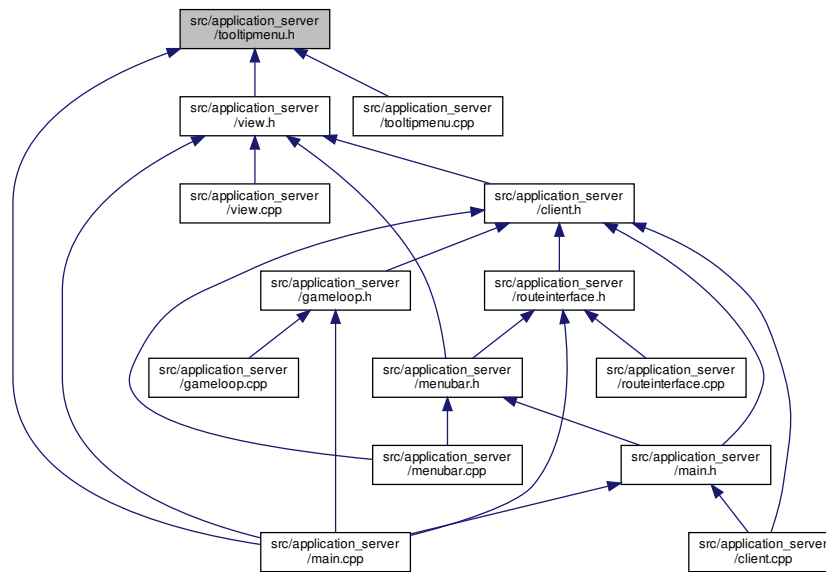 src/application_server
/tooltipmenu.h
src/application_server
/view.h
src/application_server
/tooltipmenu.cpp
src/application_server
/view.cpp
src/application_server
/client.h
src/application_server
/gameloop.h
src/application_server
/routeinterface.h
src/application_server
/gameloop.cpp
src/application_server
/menubar.h
src/application_server
/routeinterface.cpp
src/application_server
/menubar.cpp
src/application_server
/main.h
src/application_server
/main.cpp
src/application_server
/client.cpp